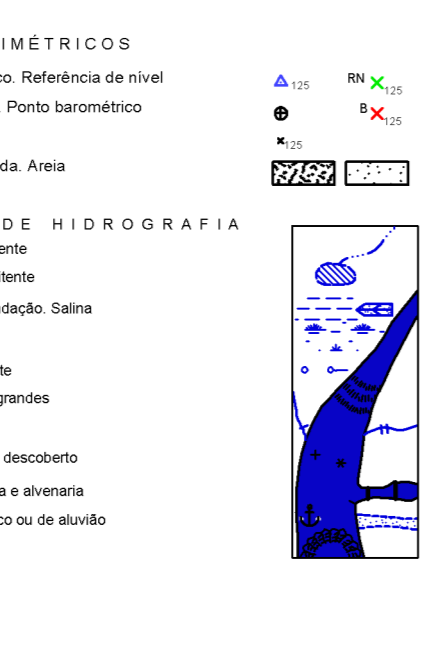 IMÉTRICOS
co. Referência de nível
125 RN 125
. Ponto barométrico
B 125
125
da. Areia
DE HIDROGRAFIA
ente
itente
ndação. Salina
te
grandes
descoberto
a e alvenaria
co ou de aluvião